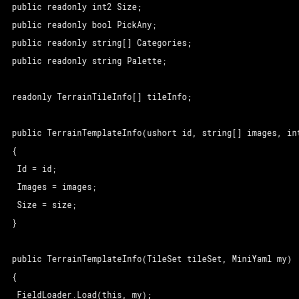 public readonly int2 Size;
public readonly bool PickAny;
public readonly string[] Categories;
public readonly string Palette;
readonly TerrainTileInfo[] tileInfo;
public TerrainTemplateInfo(ushort id, string[] images, int
{
Id = id;
Images = images;
Size = size;
}
public TerrainTemplateInfo(TileSet tileSet, MiniYaml my)
{
FieldLoader.Load(this, my);